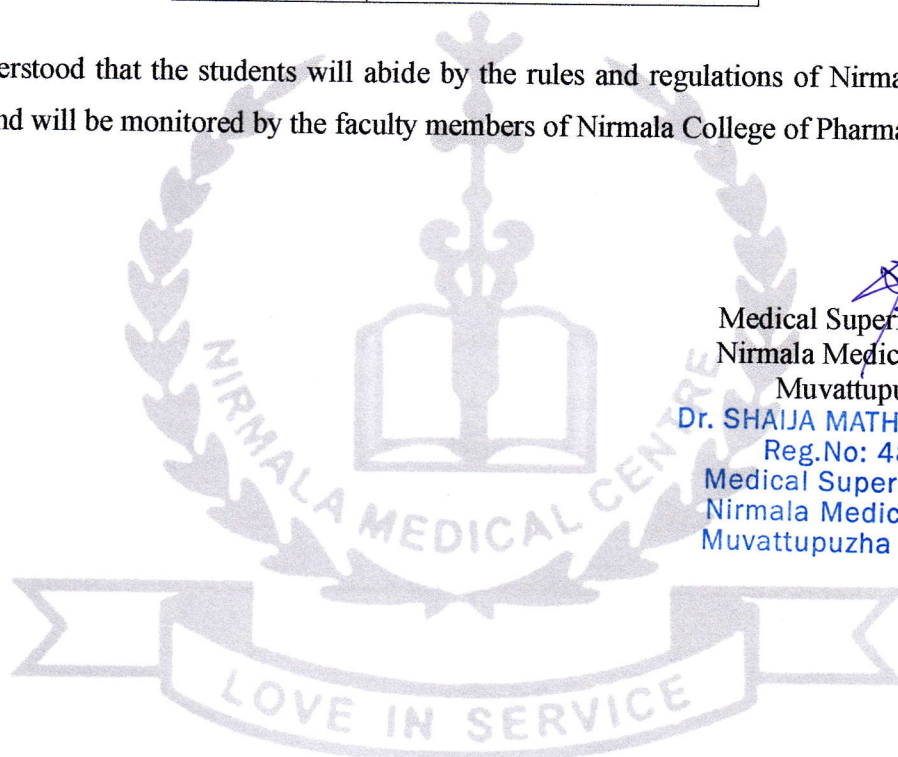 erstood that the students will abide by the rules and regulations of Nirma
nd will be monitored by the faculty members of Nirmala College of Pharma
Medical Super
Nirmala Medic
Muvattupu
Dr. SHAIJA MATH
Reg.No: 4
Medical Super
Nirmala Medic
Muvattupuzha
NIRMALA MEDICAL CENTRE
LOVE IN SERVICE